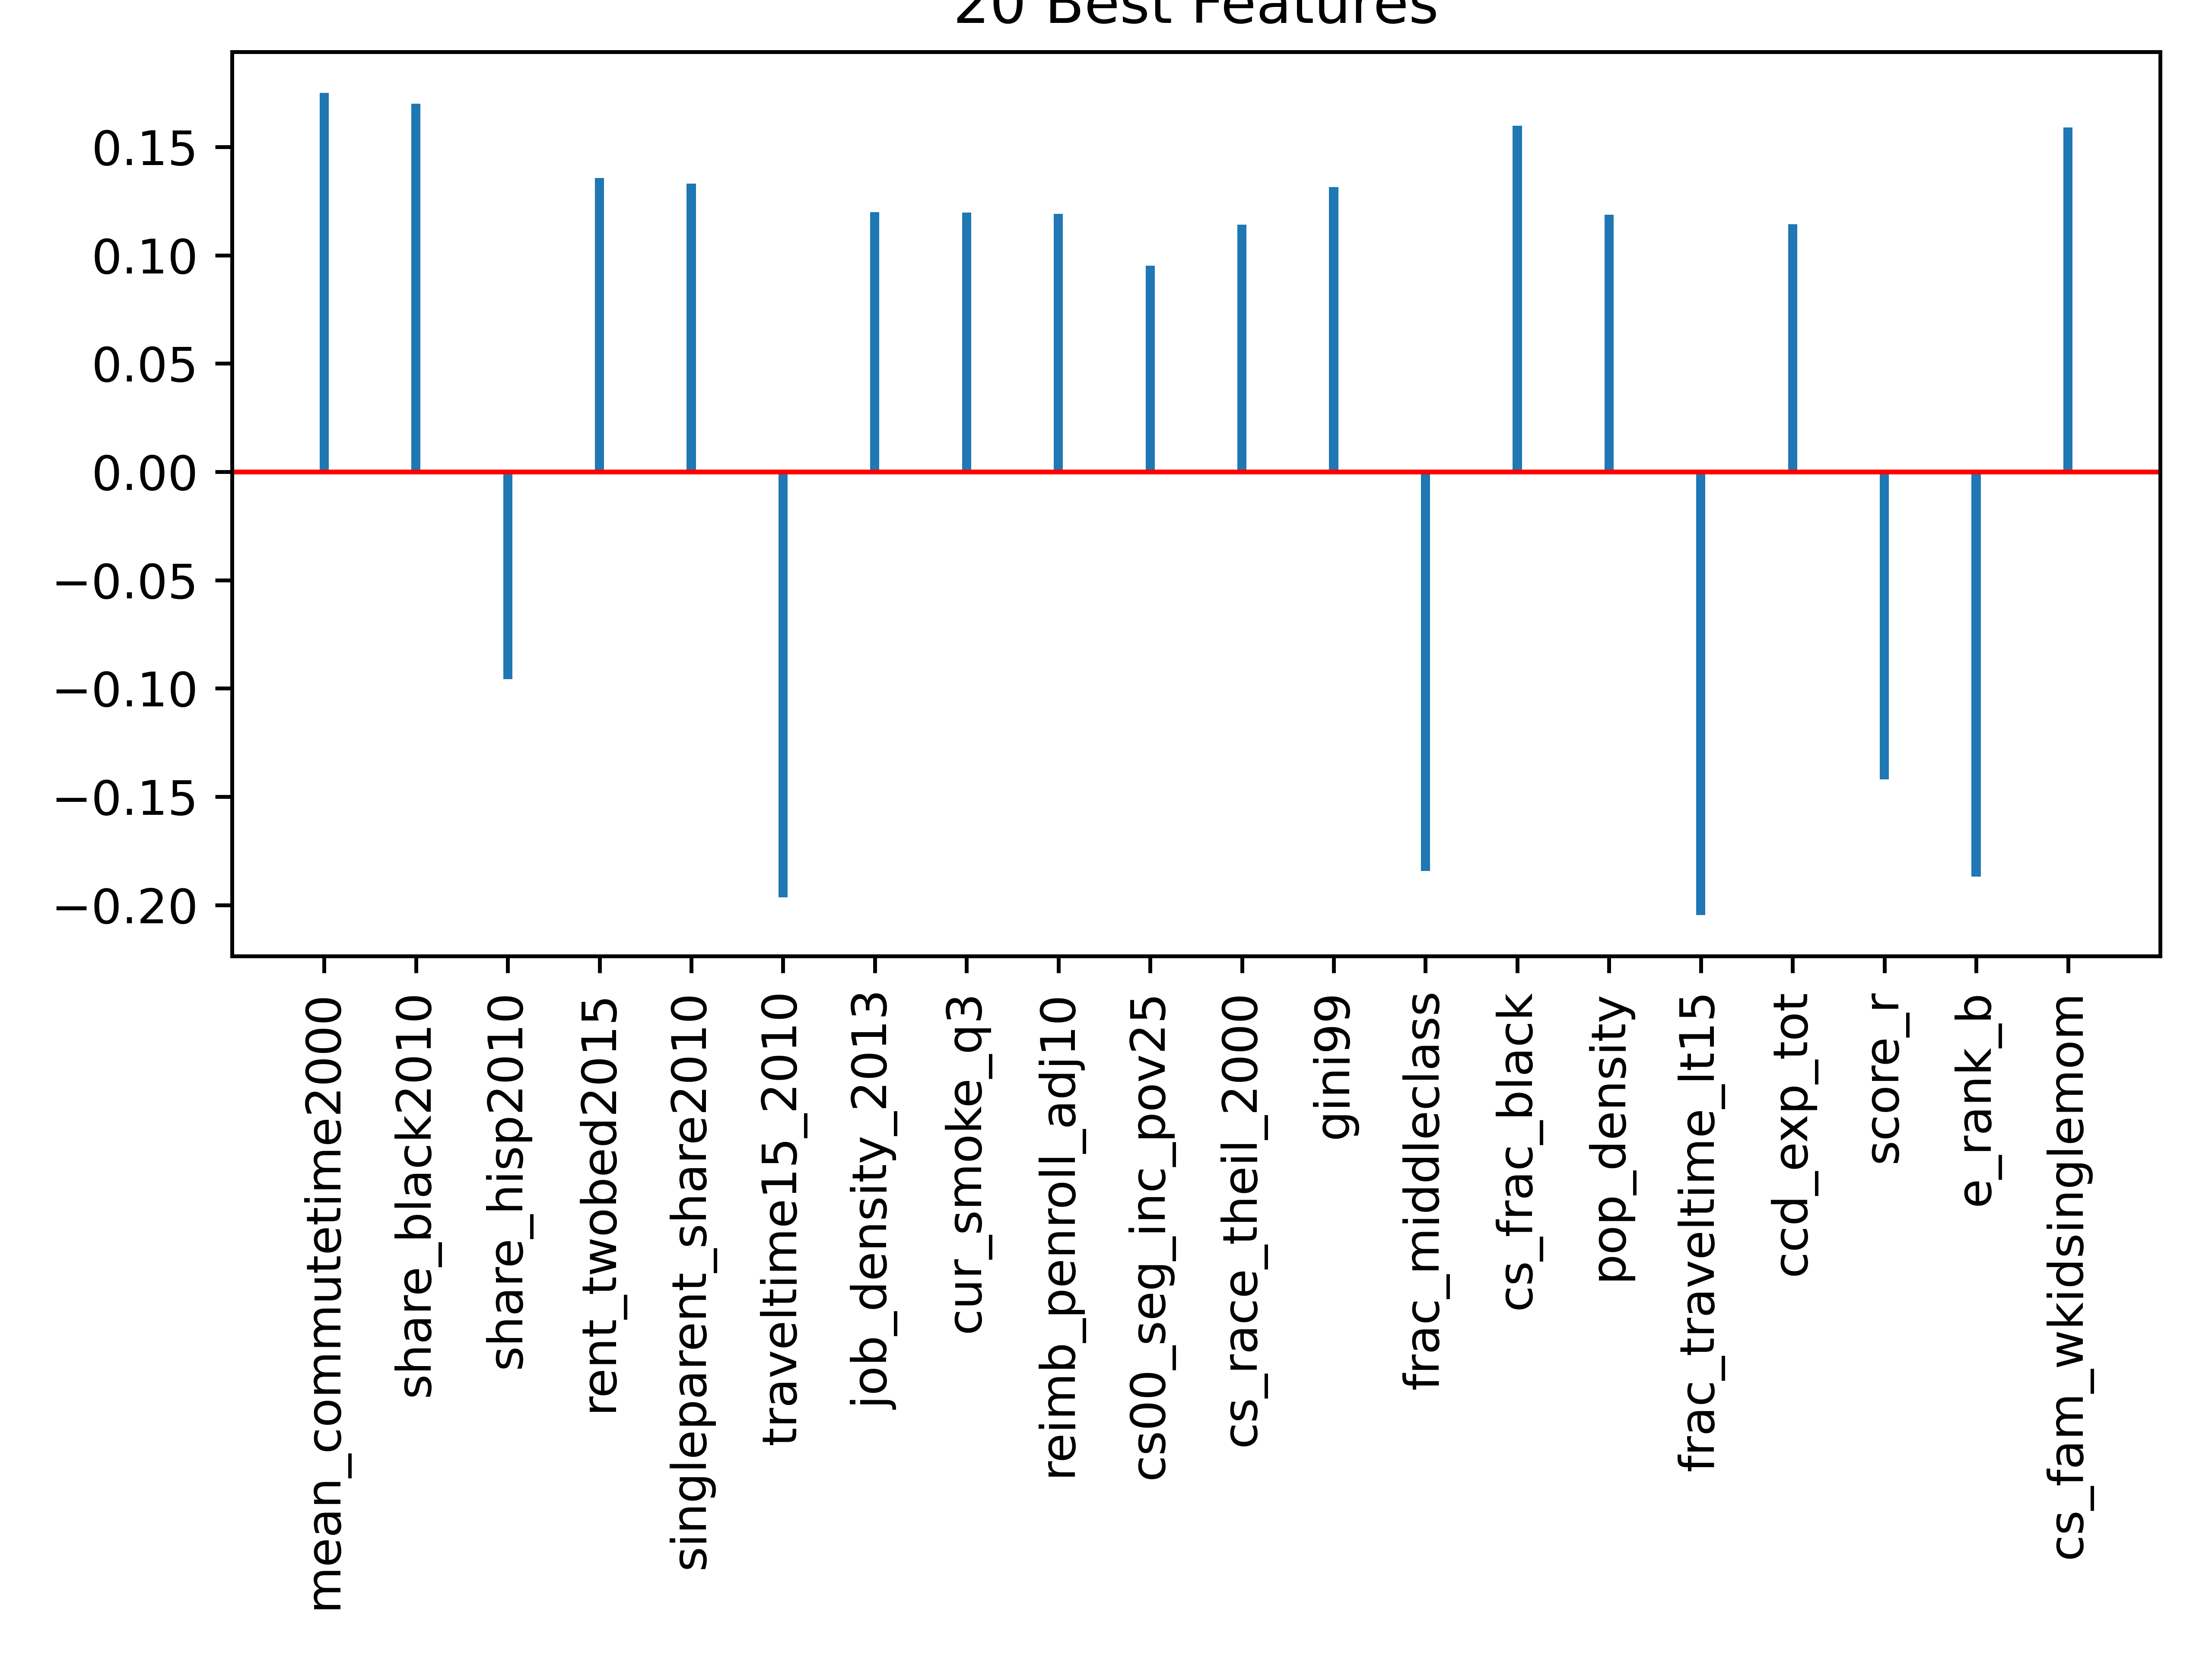 20 Best Features
0.15
0.10
0.05
0.00
−0.05
−0.10
−0.15
−0.20
mean_commutetime2000
share_black2010
share_hisp2010
rent_twobed2015
singleparent_share2010
traveltime15_2010
job_density_2013
cur_smoke_q3
reimb_penroll_adj10
cs00_seg_inc_pov25
cs_race_theil_2000
gini99
frac_middleclass
cs_frac_black
pop_density
frac_traveltime_lt15
ccd_exp_tot
score_r
e_rank_b
cs_fam_wkidsinglemom